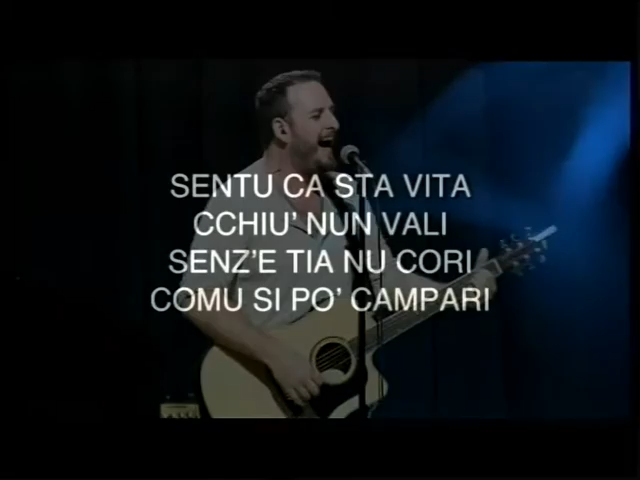 SENTU CA STA VITA
CCHIU' NUN VALI
SENZ'E TIA NU CORI
COMU SI PO' CAMPARI